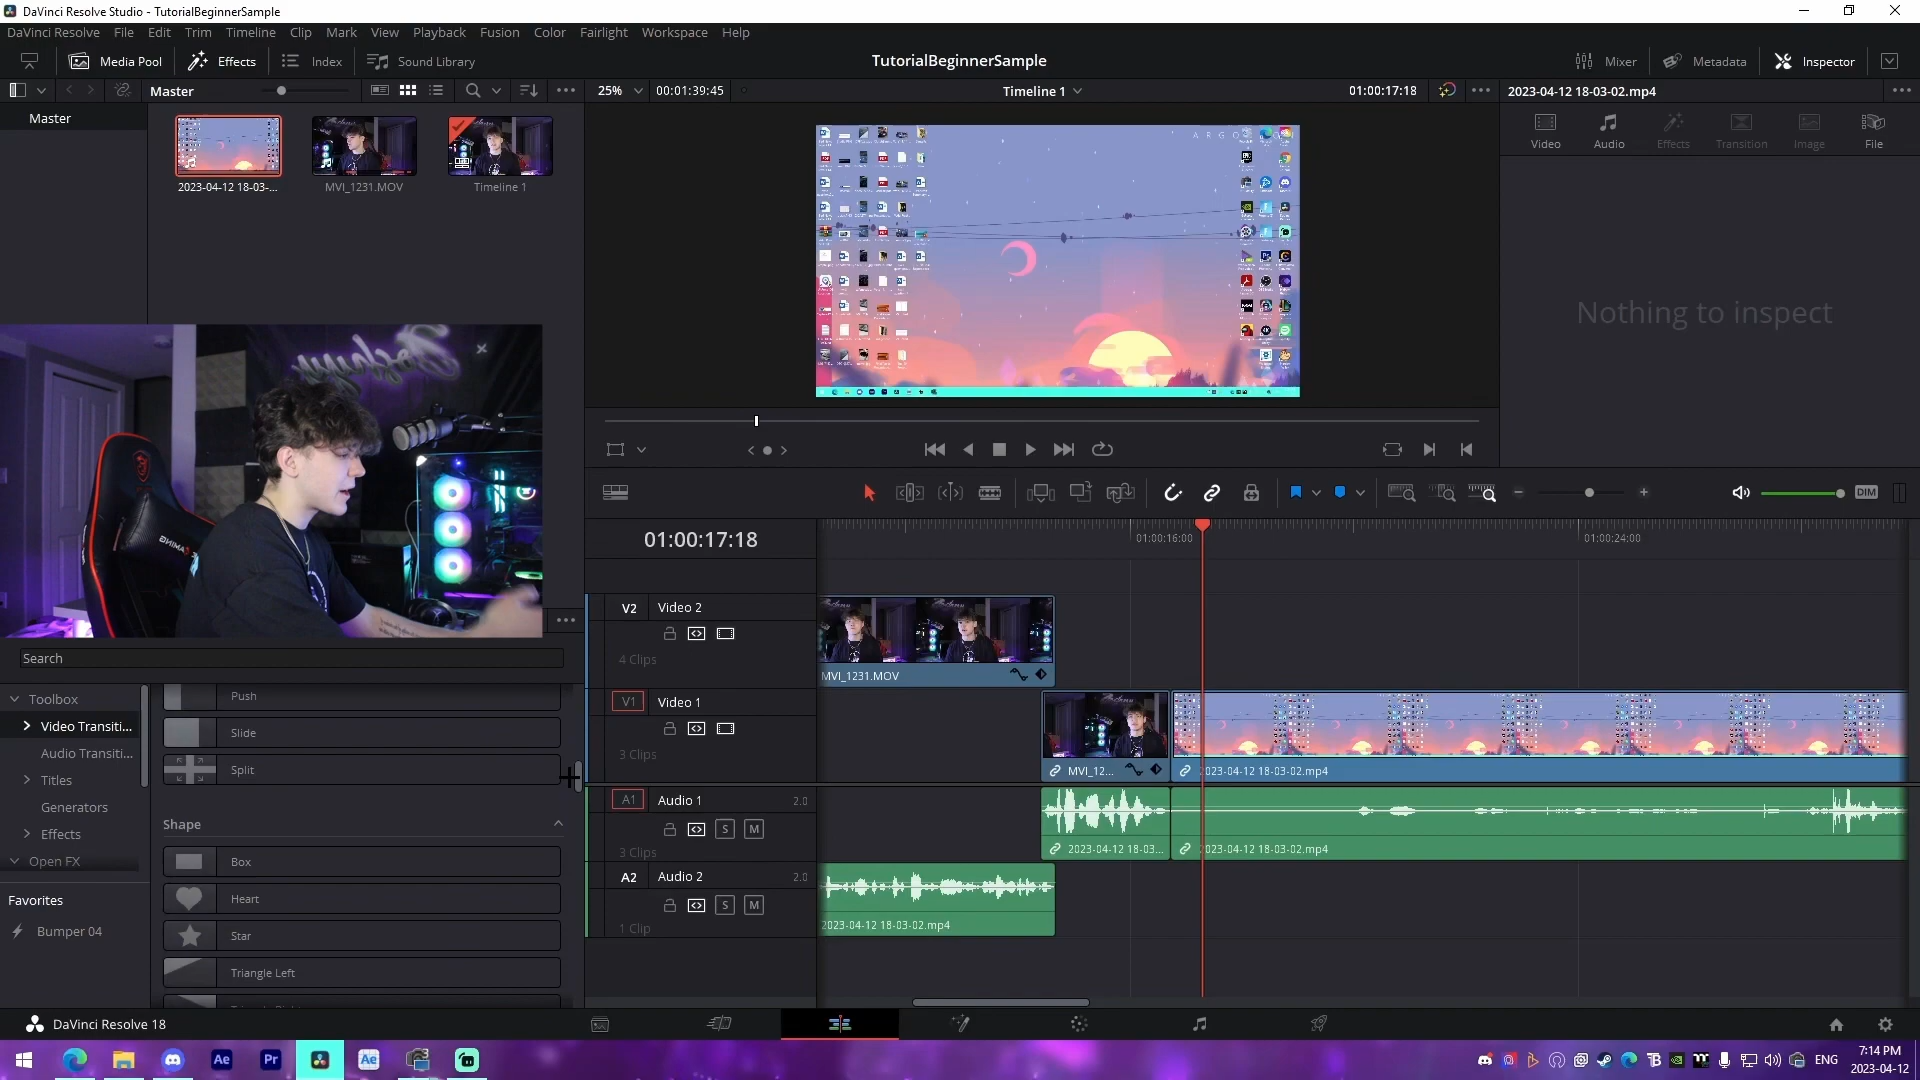 DaVinci Resolve Studio - TutorialBeginnerSample
DaVinci Resolve File Edit Trim Timeline Clip Mark View Playback Fusion Color Fairlight Workspace Help
Media Pool Effects Index Sound Library
TutorialBeginnerSample
Mixer Metadata Inspector
Master
25% 00:01:39:45
Timeline 1
01:00:17:18
2023-04-12 18-03-02.mp4
Master
2023-04-12 18-03-...
MVI_1231.MOV
Timeline 1
Video Audio Effects Transition Image File
Nothing to inspect
DIM
01:00:17:18
01:00:16:00
01:00:24:00
V2 Video 2
4 Clips
MVI_1231.MOV
V1 Video 1
3 Clips
MVI_12...
2023-04-12 18-03-02.mp4
A1 Audio 1 2.0
S M
3 Clips
2023-04-12 18-03...
2023-04-12 18-03-02.mp4
A2 Audio 2 2.0
S M
1 Clip
2023-04-12 18-03-02.mp4
Search
Toolbox
Video Transiti...
Audio Transiti...
Titles
Generators
Effects
Open FX
Favorites
Bumper 04
Push
Slide
Split
Shape
Box
Heart
Star
Triangle Left
DaVinci Resolve 18
Ae Pr Ae
ENG
7:14 PM
2023-04-12